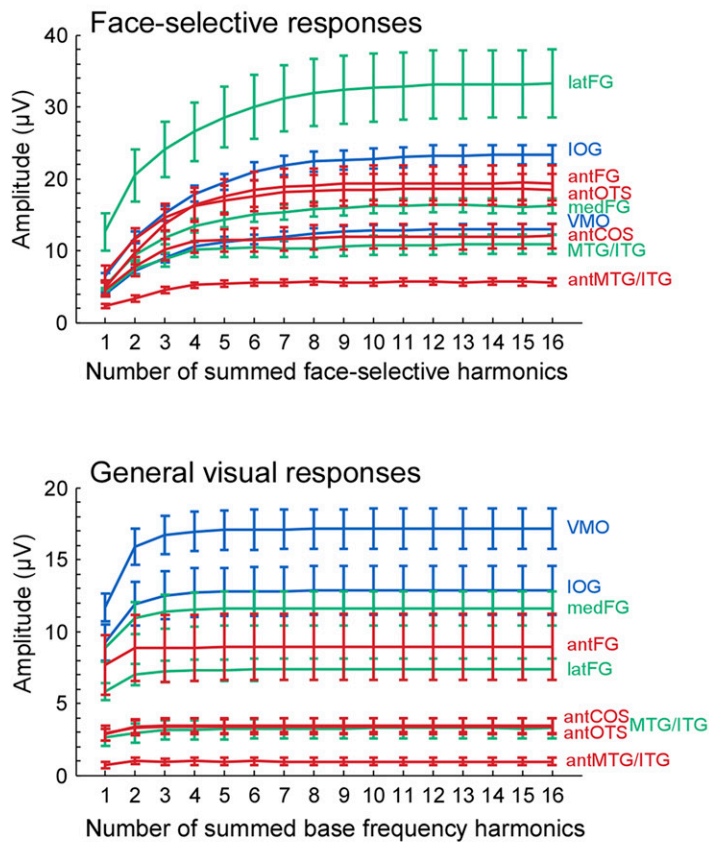 Face-selective responses
40
30
20
10
0
Amplitude (μV)
latFG
IOG
antFG
antOTS
medFG
VMO
antCOS
MTG/ITG
antMTG/ITG
1 2 3 4 5 6 7 8 9 10 11 12 13 14 15 16
Number of summed face-selective harmonics
General visual responses
20
15
10
5
0
Amplitude (μV)
VMO
IOG
medFG
antFG
latFG
antCOS MTG/ITG
antOTS
antMTG/ITG
1 2 3 4 5 6 7 8 9 10 11 12 13 14 15 16
Number of summed base frequency harmonics